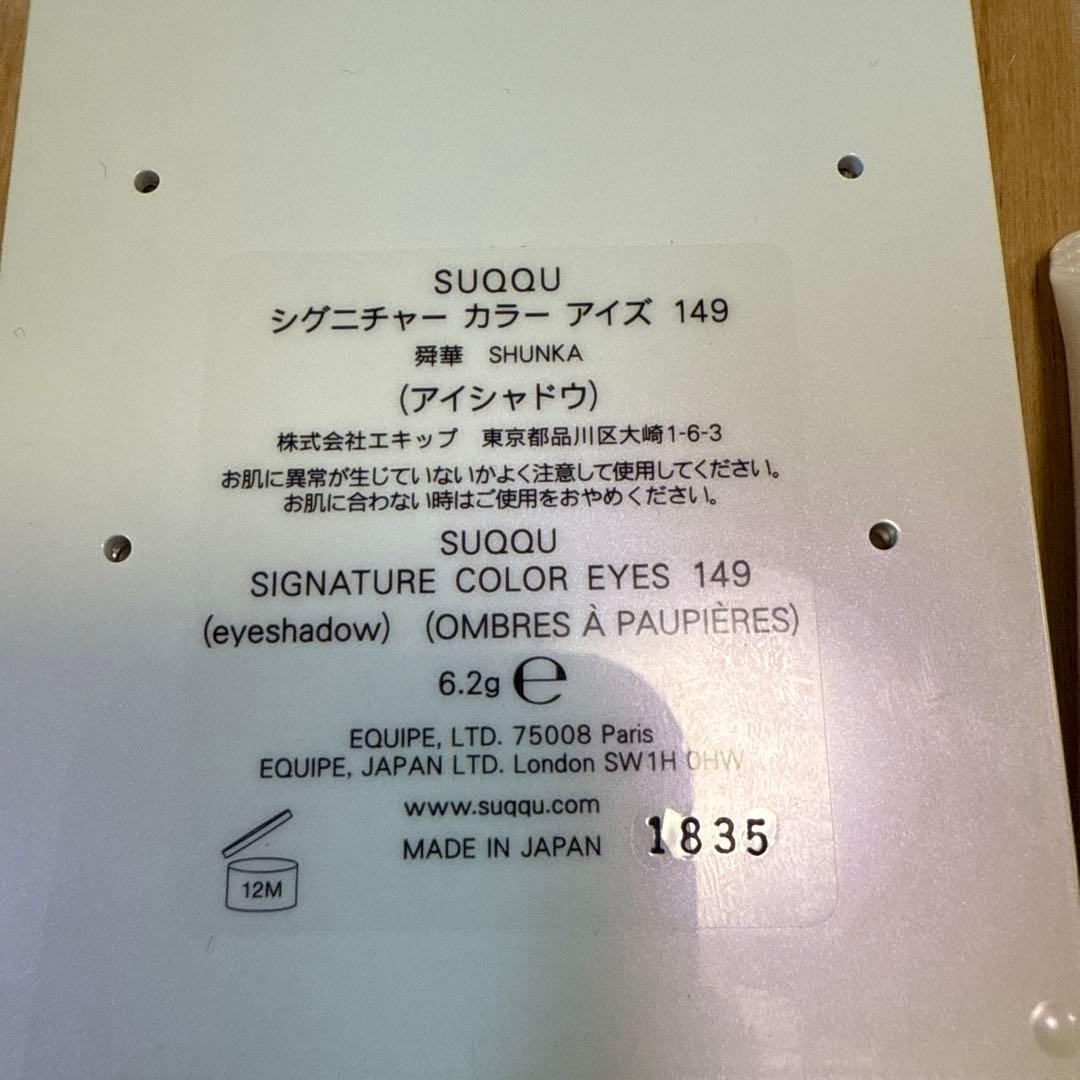 SUQQU
シグニチャー カラー アイズ 149
舜華 SHUNKA
(アイシャドウ)
株式会社エキップ 東京都品川区大崎1-6-3
お肌に異常が生じていないかよく注意して使用してください。
お肌に合わない時はご使用をおやめください。
SUQQU
SIGNATURE COLOR EYES 149
(eyeshadow) (OMBRES À PAUPIÈRES)
6.2g ℮
EQUIPE, LTD. 75008 Paris
EQUIPE, JAPAN LTD. London SW1H 0HW
www.suqqu.com
MADE IN JAPAN 1835
12M